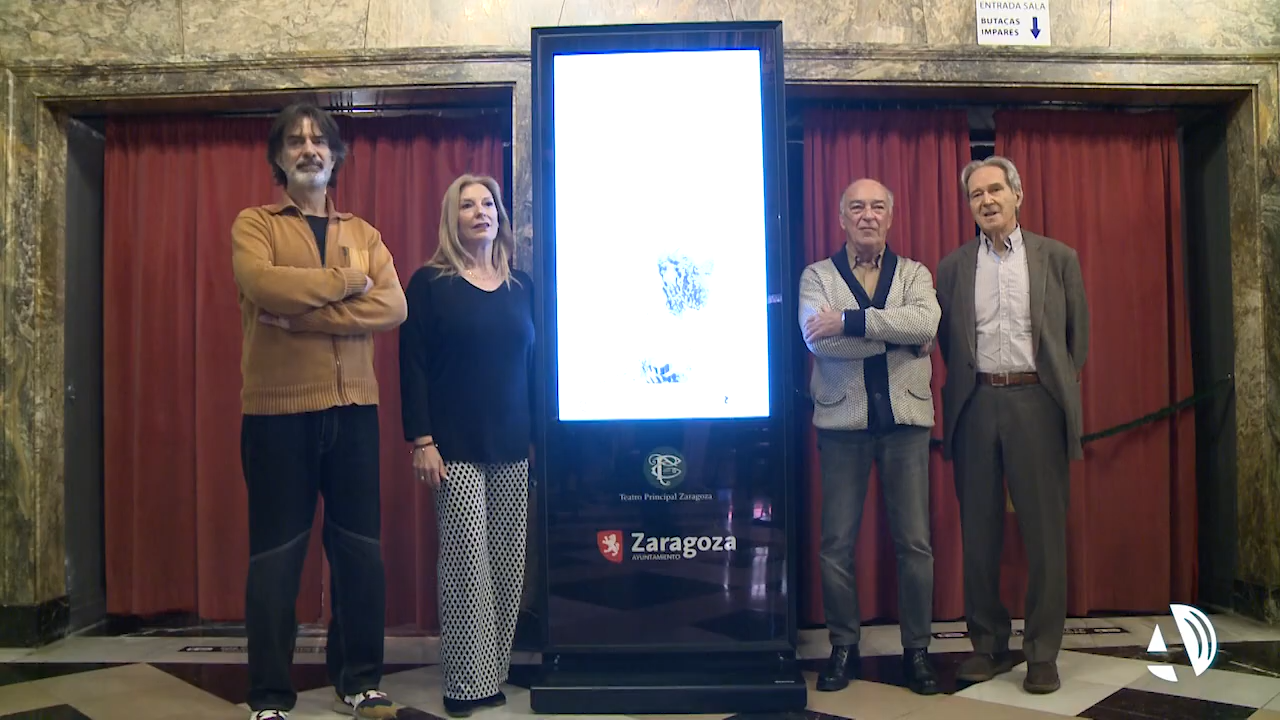 ENTRADA SALA
BUTACAS
IMPARES
Teatro Principal Zaragoza
Zaragoza
AYUNTAMIENTO